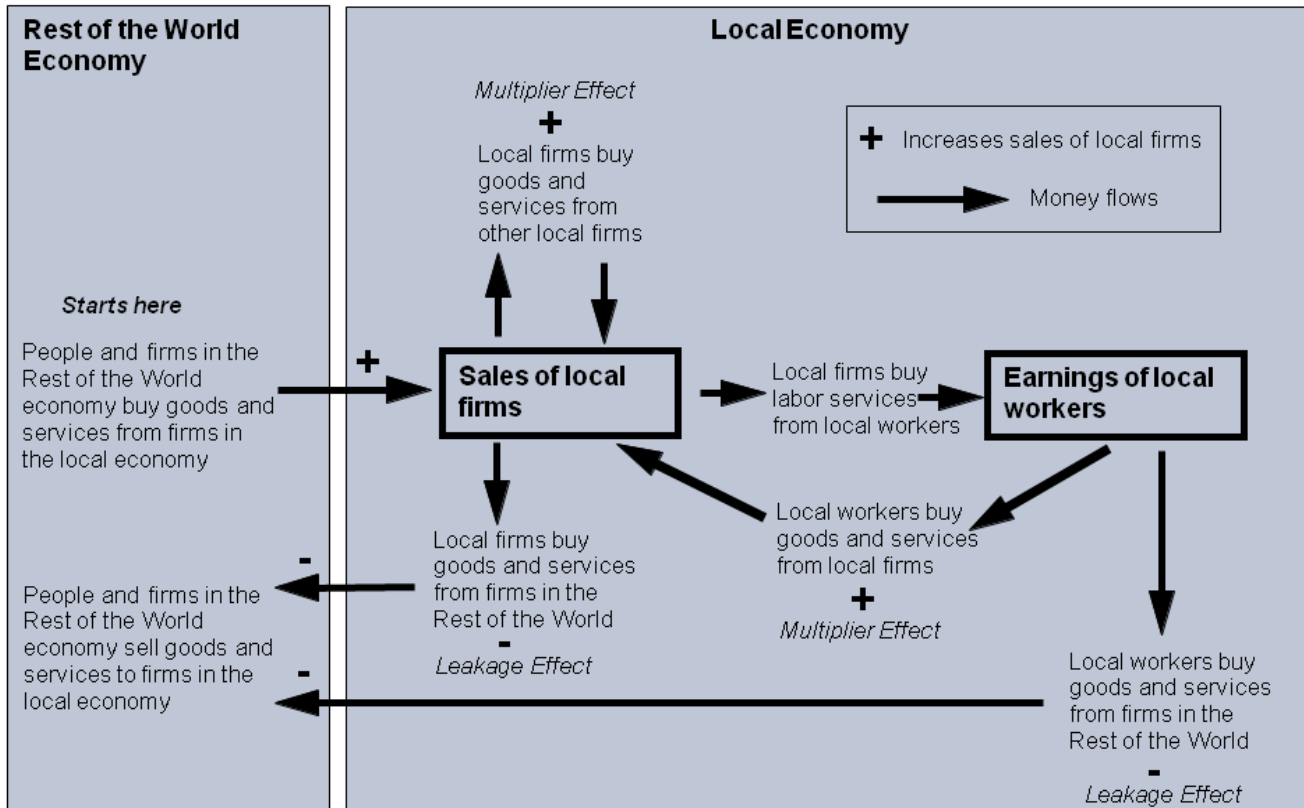 Rest of the World
Economy
Starts here
People and firms in the
Rest of the World
economy buy goods and
services from firms in
the local economy
People and firms in the
Rest of the World
economy sell goods and
services to firms in the
local economy
Local Economy
Multiplier Effect
+
Local firms buy
goods and
services from
other local firms
+ Increases sales of local firms
Money flows
+
Sales of local
firms
Local firms buy
labor services
from local workers
Earnings of local
workers
Local firms buy
goods and services
from firms in the
Rest of the World
-
Leakage Effect
-
Local workers buy
goods and services
from local firms
+
Multiplier Effect
-
Local workers buy
goods and services
from firms in the
Rest of the World
-
Leakage Effect